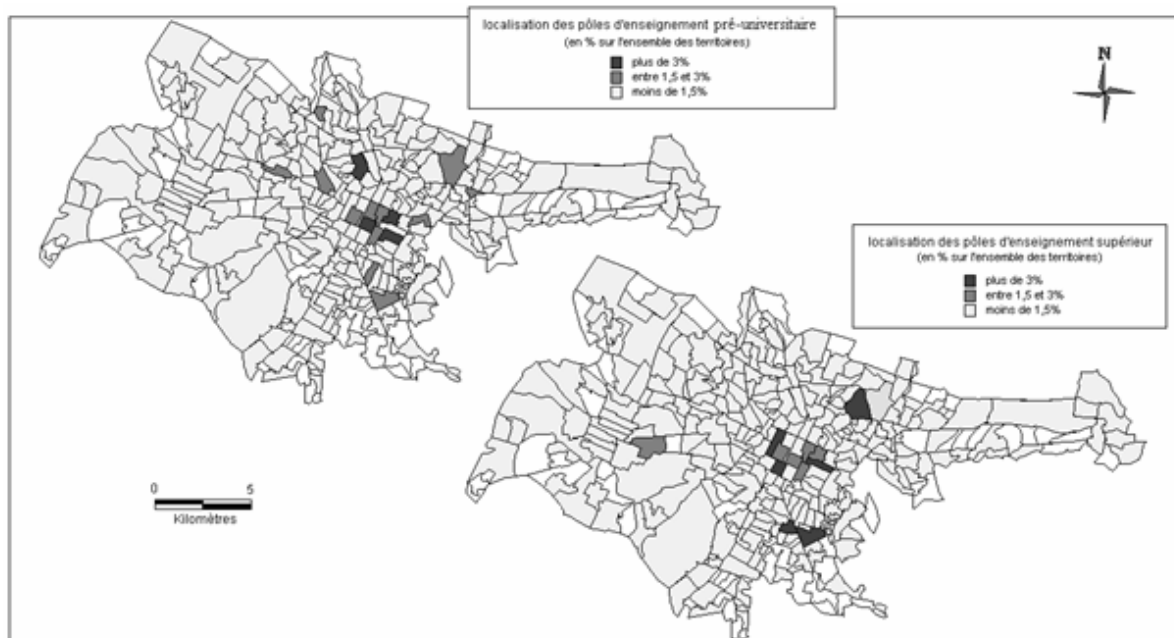 localisation des pôles d'enseignement pré-universitaire
(en % sur l'ensemble des territoires)
plus de 3%
entre 1,5 et 3%
moins de 1,5%
N
localisation des pôles d'enseignement supérieur
(en % sur l'ensemble des territoires)
plus de 3%
entre 1,5 et 3%
moins de 1,5%
0 5
Kilomètres